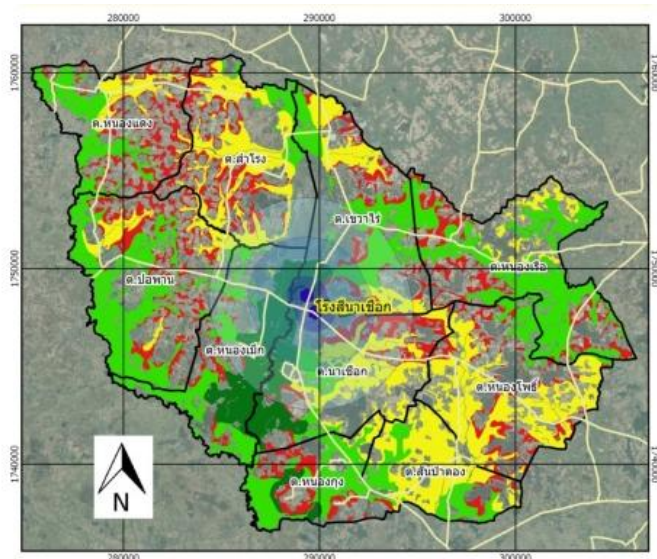 280000 290000 300000
1760000 1760000
ต.หนองแดง
ต.สำโรง
ต.เขวาไร่
1750000 1750000
ต.หนองเรือ
ต.ปอพาน
โรงสีนาเชือก
ต.หนองเม็ก
ต.นาเชือก
ต.หนองโพธิ์
1740000 1740000
ต.สันป่าตอง
ต.หนองกุง
N
280000 290000 300000